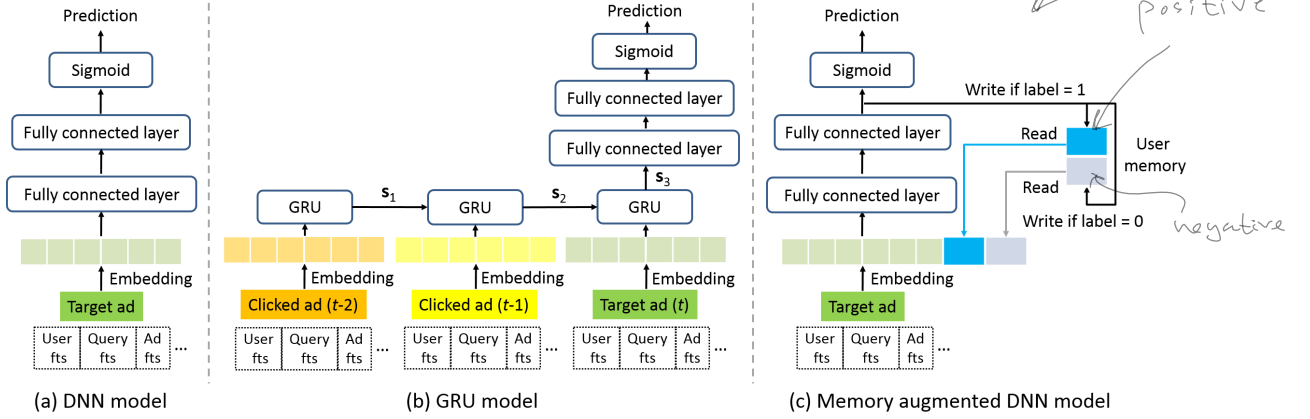 Prediction
Sigmoid
Fully connected layer
Fully connected layer
Embedding
Target ad
User fts
Query fts
Ad fts
...
(a) DNN model
Prediction
Sigmoid
Fully connected layer
Fully connected layer
s1
s2
s3
GRU
GRU
GRU
Embedding
Embedding
Embedding
Clicked ad (t-2)
Clicked ad (t-1)
Target ad (t)
User fts
Query fts
Ad fts
...
User fts
Query fts
Ad fts
...
User fts
Query fts
Ad fts
...
(b) GRU model
positive
Prediction
Sigmoid
Write if label = 1
Fully connected layer
Read
User
memory
Fully connected layer
Read
Write if label = 0
negative
Embedding
Target ad
User fts
Query fts
Ad fts
...
(c) Memory augmented DNN model